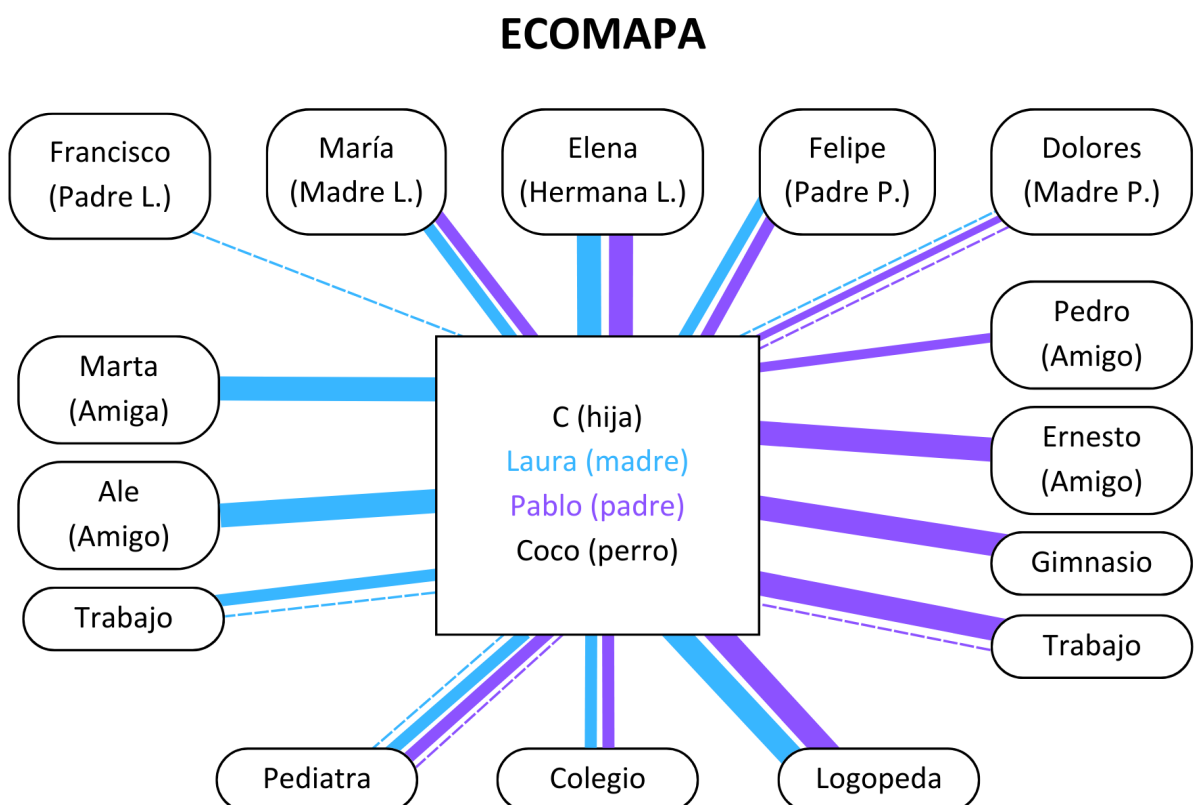 ECOMAPA
Francisco
(Padre L.)
María
(Madre L.)
Elena
(Hermana L.)
Felipe
(Padre P.)
Dolores
(Madre P.)
Marta
(Amiga)
Ale
(Amigo)
Trabajo
C (hija)
Laura (madre)
Pablo (padre)
Coco (perro)
Pedro
(Amigo)
Ernesto
(Amigo)
Gimnasio
Trabajo
Pediatra
Colegio
Logopeda